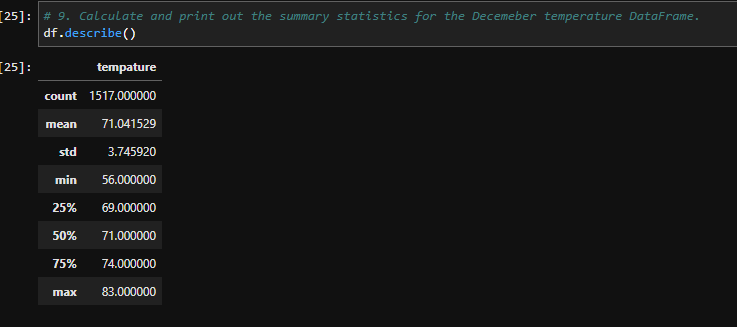 [25]: # 9. Calculate and print out the summary statistics for the Decemeber temperature DataFrame.
df.describe()
[25]:
tempature
count 1517.000000
mean 71.041529
std 3.745920
min 56.000000
25% 69.000000
50% 71.000000
75% 74.000000
max 83.000000